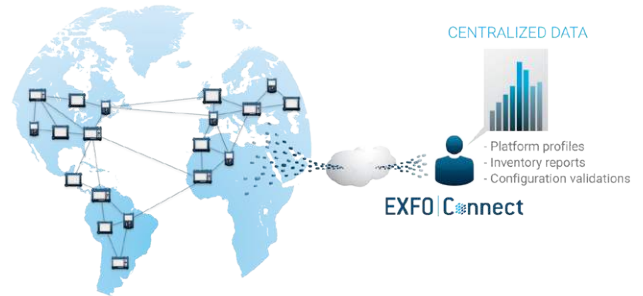 CENTRALIZED DATA
- Platform profiles
- Inventory reports
- Configuration validations
EXFO | Connect